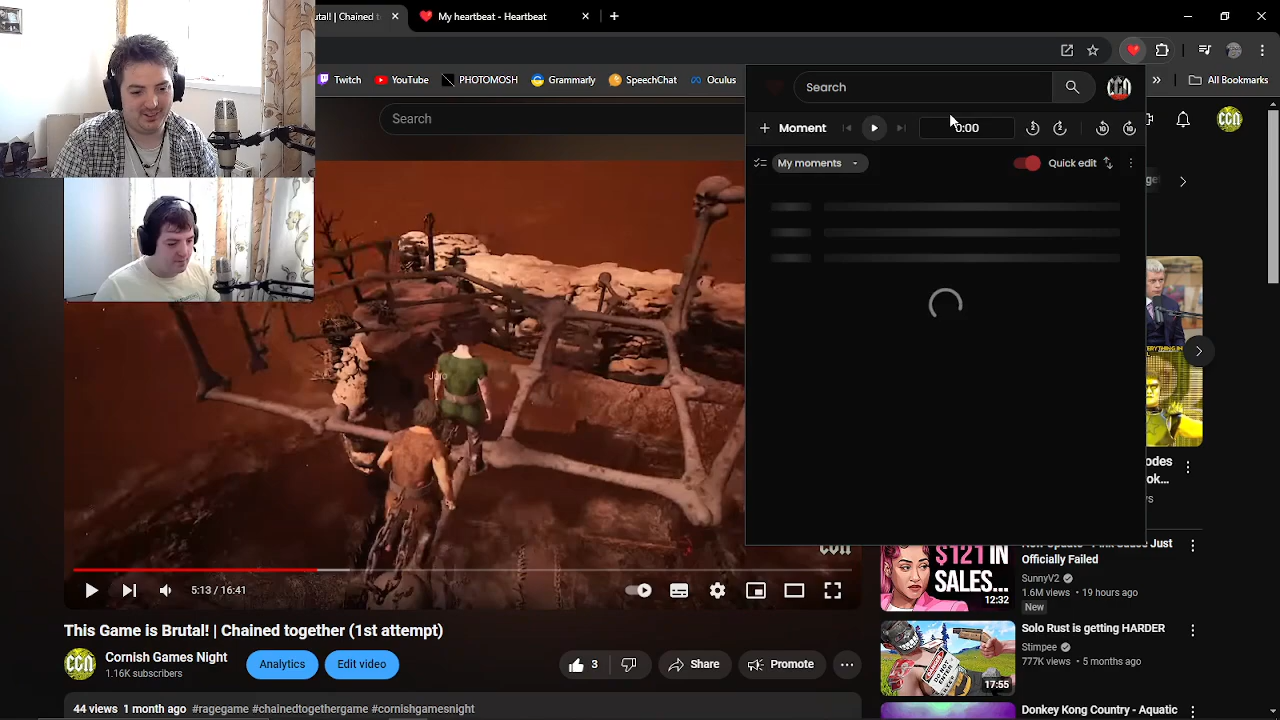 utal! | Chained t
My heartbeat - Heartbeat
Twitch
YouTube
PHOTOMOSH
Grammarly
SpeechChat
Oculus
All Bookmarks
Search
CCN
Search
CCN
Moment
0:00
My moments
Quick edit
5:13 / 16:41
This Game is Brutal! | Chained together (1st attempt)
Cornish Games Night
1.16K subscribers
Analytics
Edit video
3
Share
Promote
44 views 1 month ago #ragegame #chainedtogethergame #cornishgamesnight
$121 IN
SALES...
12:32
Officially Failed
SunnyV2
1.6M views • 19 hours ago
New
Solo Rust is getting HARDER
Stimpee
777K views • 5 months ago
17:55
Donkey Kong Country - Aquatic